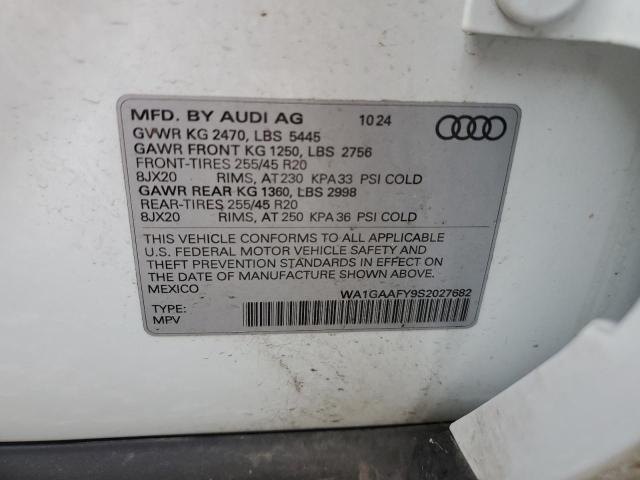 MFD. BY AUDI AG 10 24
GVWR KG 2470, LBS 5445
GAWR FRONT KG 1250, LBS 2756
FRONT-TIRES 255/45 R20
8JX20 RIMS, AT 230 KPA 33 PSI COLD
GAWR REAR KG 1360, LBS 2998
REAR-TIRES 255/45 R20
8JX20 RIMS, AT 250 KPA 36 PSI COLD
THIS VEHICLE CONFORMS TO ALL APPLICABLE
U.S. FEDERAL MOTOR VEHICLE SAFETY AND
THEFT PREVENTION STANDARDS IN EFFECT ON
THE DATE OF MANUFACTURE SHOWN ABOVE.
MEXICO WA1GAAFY9S2027682
TYPE:
MPV